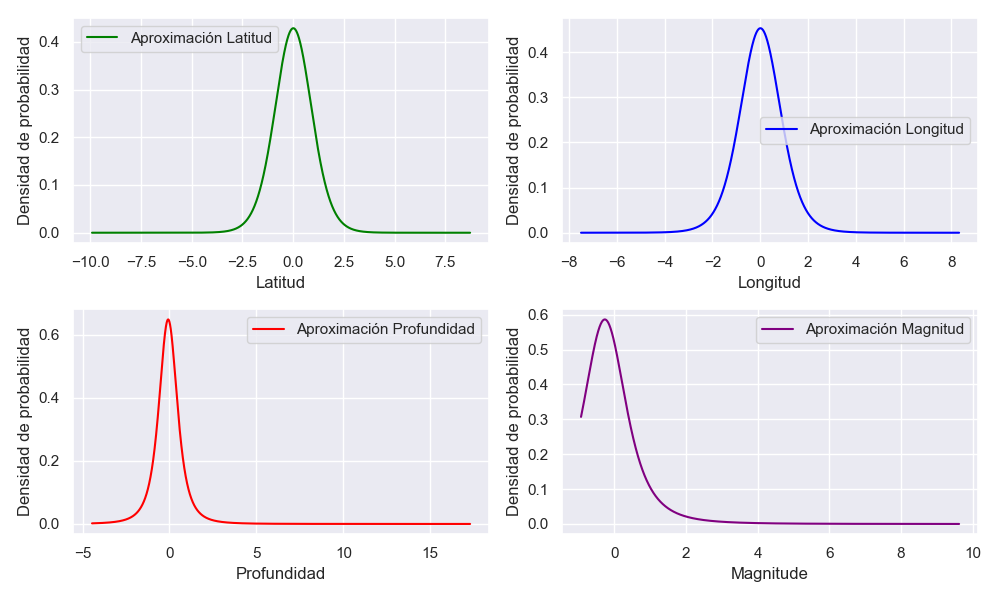 Aproximación Latitud
Densidad de probabilidad
0.4
0.3
0.2
0.1
0.0
−10.0 −7.5 −5.0 −2.5 0.0 2.5 5.0 7.5
Latitud
Aproximación Longitud
Densidad de probabilidad
0.4
0.3
0.2
0.1
0.0
−8 −6 −4 −2 0 2 4 6 8
Longitud
Aproximación Profundidad
Densidad de probabilidad
0.6
0.4
0.2
0.0
−5 0 5 10 15
Profundidad
Aproximación Magnitud
Densidad de probabilidad
0.6
0.5
0.4
0.3
0.2
0.1
0.0
0 2 4 6 8 10
Magnitude